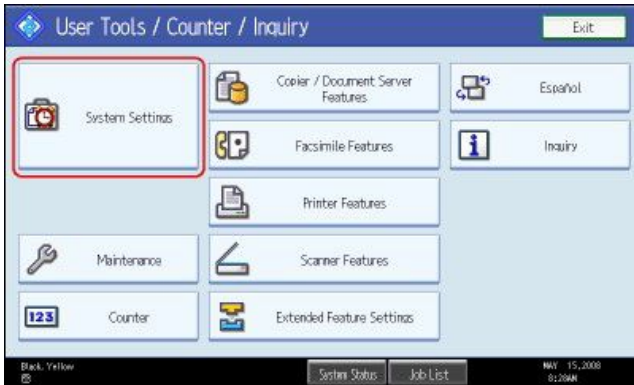 User Tools / Counter / Inquiry
Exit
System Settings
Copier / Document Server
Features
Español
Facsimile Features
Inquiry
Printer Features
Maintenance
Scanner Features
123
Counter
Extended Feature Settings
Black, Yellow
System Status
Job List
MAY 15,2008
8:28AM